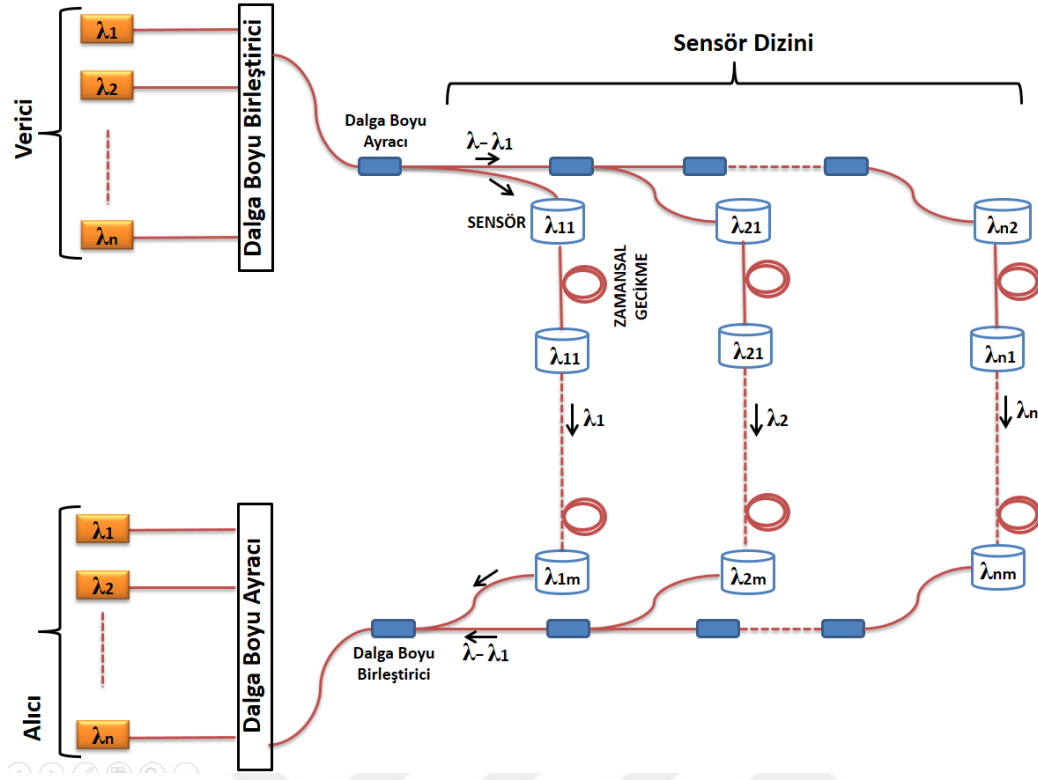 Verici
λ1
λ2
λn
Dalga Boyu Birleştirici
Sensör Dizini
Dalga Boyu
Ayracı
λ– λ1
SENSÖR
λ11
λ21
λn2
ZAMANSAL
GECİKME
λ11
λ21
λn1
λ1
λ2
λn
Alıcı
λ1
λ2
λn
Dalga Boyu Ayracı
λ1m
λ2m
λnm
λ– λ1
Dalga Boyu
Birleştirici